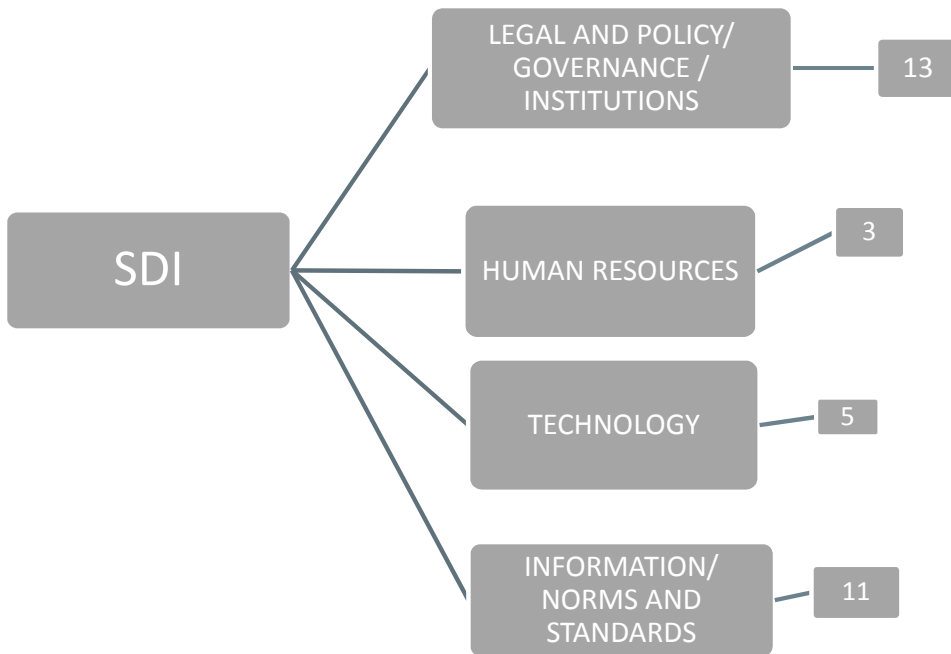 LEGAL AND POLICY/
GOVERNANCE /
INSTITUTIONS
13
SDI
HUMAN RESOURCES
3
TECHNOLOGY
5
INFORMATION/
NORMS AND
STANDARDS
11